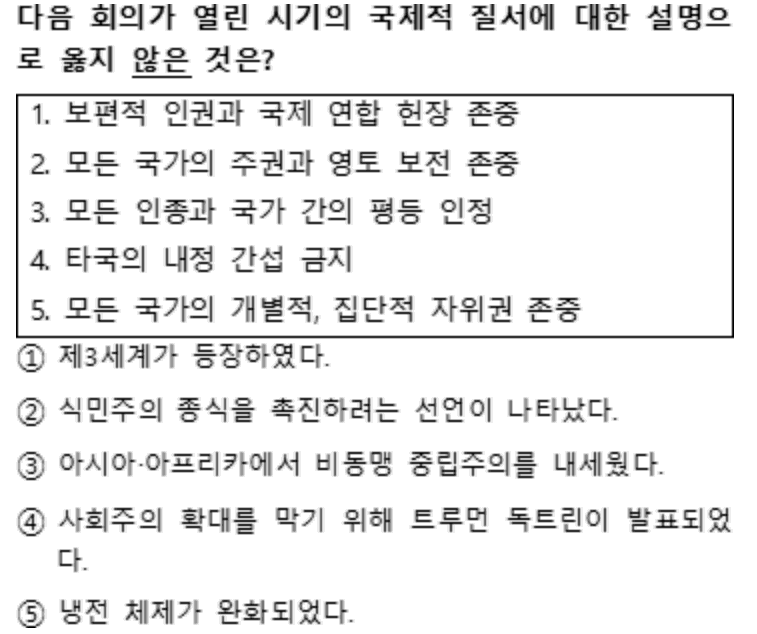 다음 회의가 열린 시기의 국제적 질서에 대한 설명으
로 옳지 않은 것은?
1. 보편적 인권과 국제 연합 헌장 존중
2. 모든 국가의 주권과 영토 보전 존중
3. 모든 인종과 국가 간의 평등 인정
4. 타국의 내정 간섭 금지
5. 모든 국가의 개별적, 집단적 자위권 존중
① 제3세계가 등장하였다.
② 식민주의 종식을 촉진하려는 선언이 나타났다.
③ 아시아·아프리카에서 비동맹 중립주의를 내세웠다.
④ 사회주의 확대를 막기 위해 트루먼 독트린이 발표되었
다.
⑤ 냉전 체제가 완화되었다.